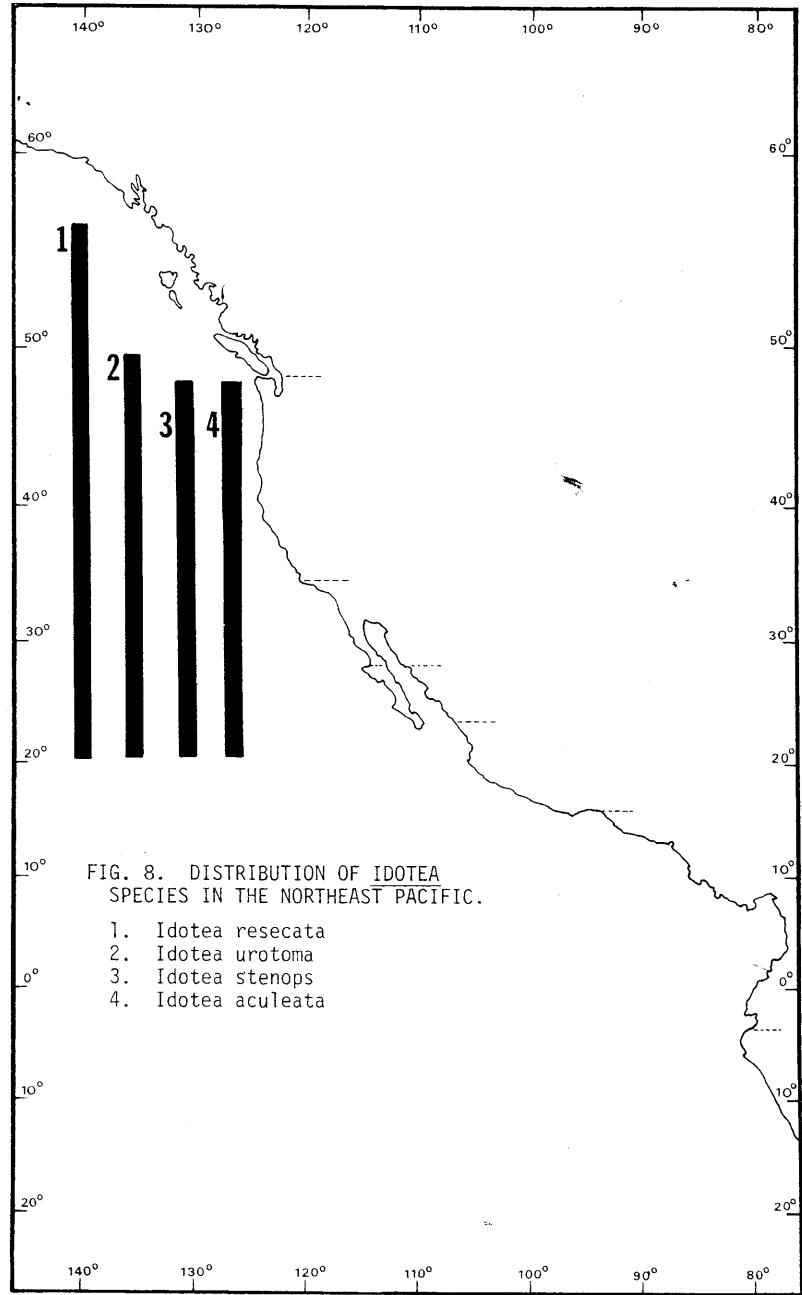 140° 130° 120° 110° 100° 90° 80°
60° 60°
1
50° 50°
2
3 4
40° 40°
30° 30°
20° 20°
10° 10°
FIG. 8. DISTRIBUTION OF IDOTEA
SPECIES IN THE NORTHEAST PACIFIC.
1. Idotea resecata
2. Idotea urotoma
3. Idotea stenops
4. Idotea aculeata
0° 0°
10° 10°
20° 20°
140° 130° 120° 110° 100° 90° 80°